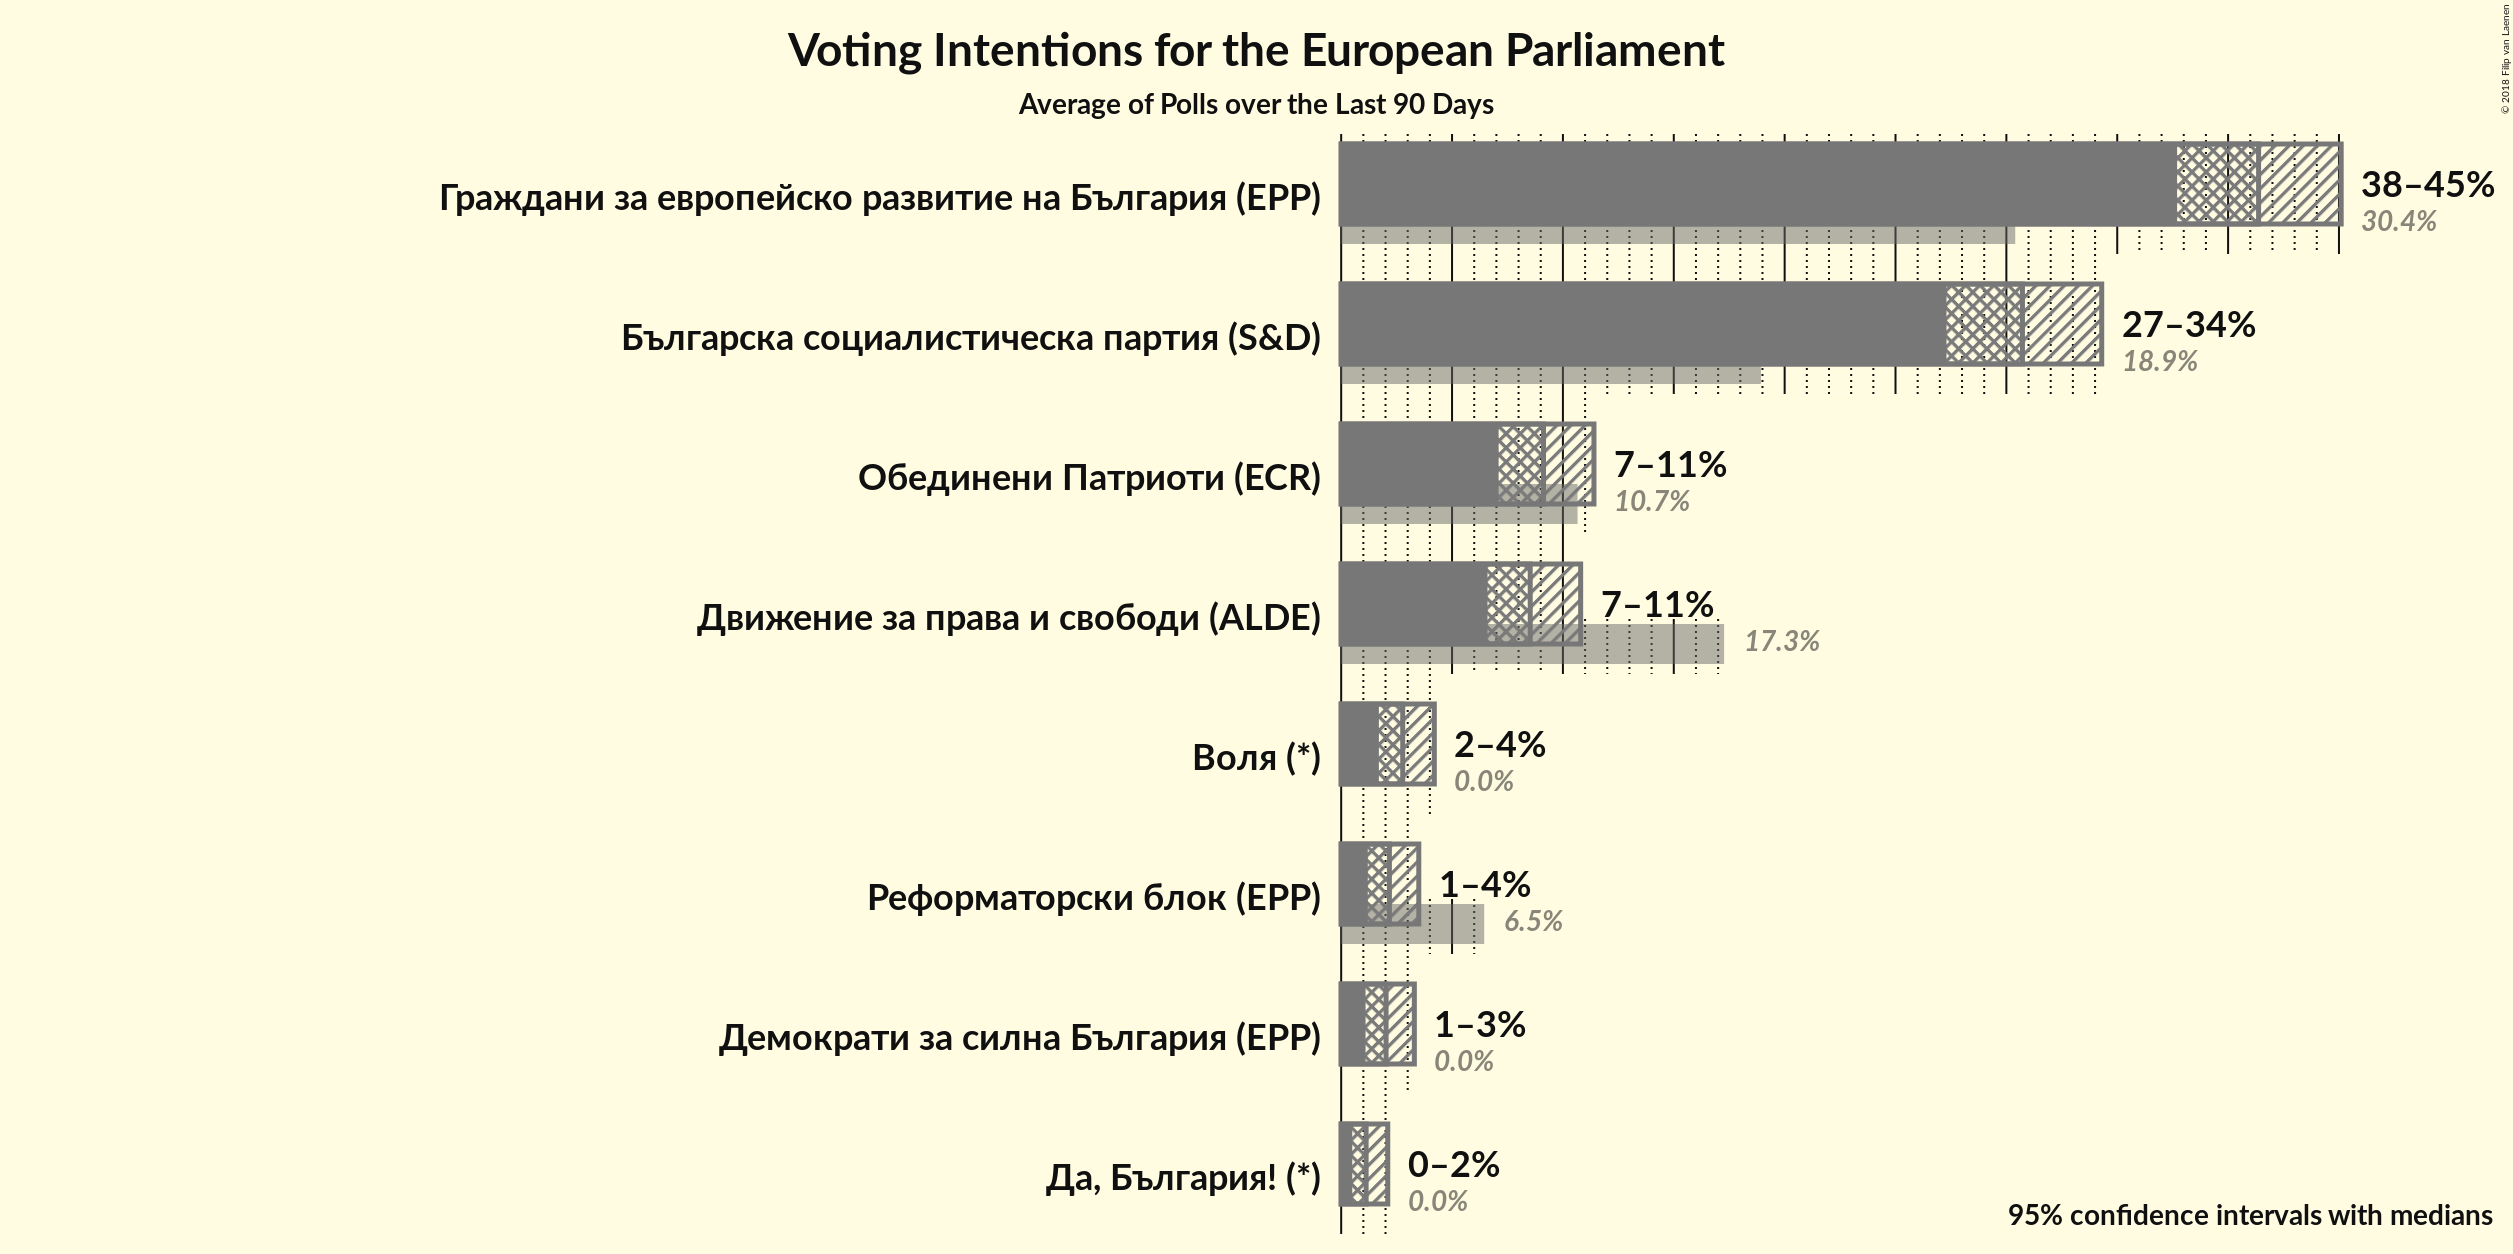 © 2018 Filip van Laenen
Voting Intentions for the European Parliament
Average of Polls over the Last 90 Days
Граждани за европейско развитие на България (EPP)
38–45%
30.4%
Българска социалистическа партия (S&D)
27–34%
18.9%
Обединени Патриоти (ECR)
7–11%
10.7%
Движение за права и свободи (ALDE)
7–11%
17.3%
Воля (*)
2–4%
0.0%
Реформаторски блок (EPP)
1–4%
6.5%
Демократи за силна България (EPP)
1–3%
0.0%
Да, България! (*)
0–2%
0.0%
95% confidence intervals with medians